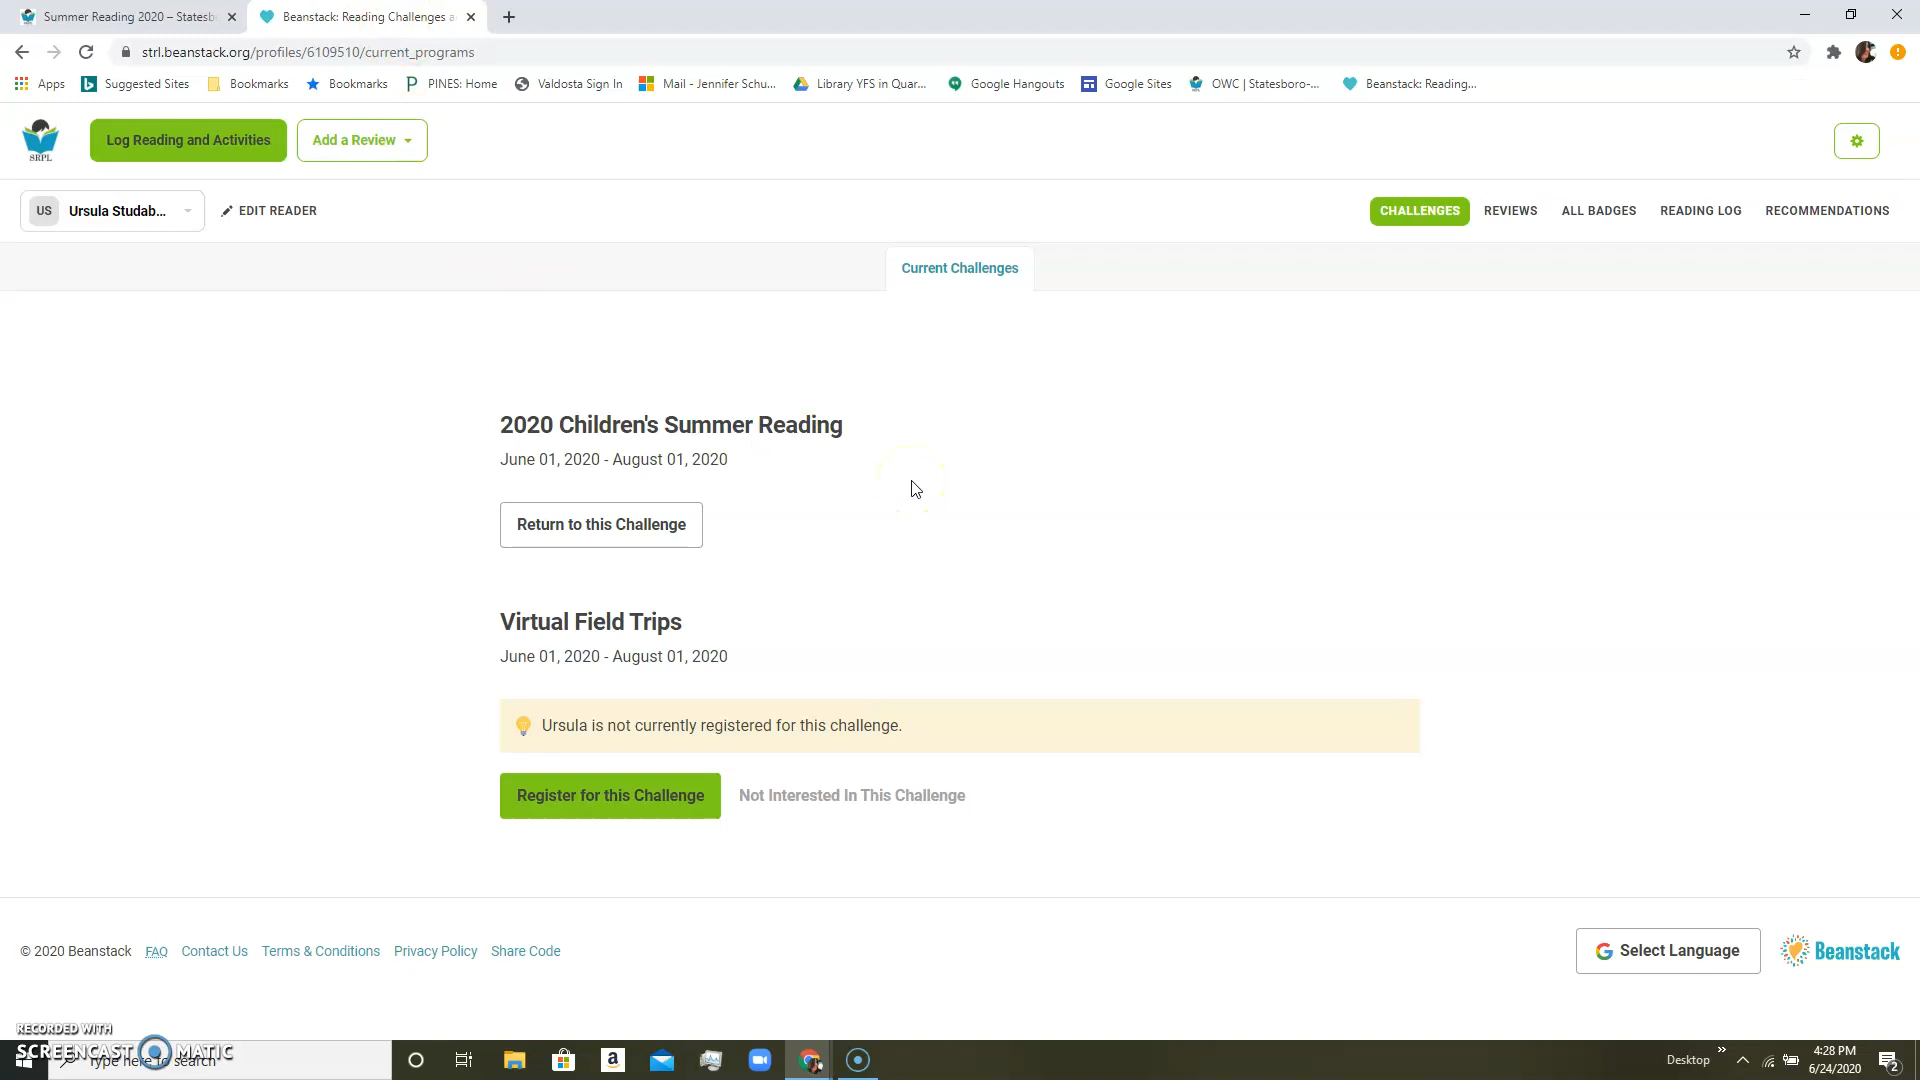 Summer Reading 2020 – Statesb
Beanstack: Reading Challenges a
strl.beanstack.org/profiles/6109510/current_programs
Apps
Suggested Sites
Bookmarks
Bookmarks
PINES: Home
Valdosta Sign In
Mail - Jennifer Schu...
Library YFS in Quar...
Google Hangouts
Google Sites
OWC | Statesboro-...
Beanstack: Reading...
SRPL
Log Reading and Activities
Add a Review
US
Ursula Studab...
EDIT READER
CHALLENGES
REVIEWS
ALL BADGES
READING LOG
RECOMMENDATIONS
Current Challenges
2020 Children's Summer Reading
June 01, 2020 - August 01, 2020
Return to this Challenge
Virtual Field Trips
June 01, 2020 - August 01, 2020
Ursula is not currently registered for this challenge.
Register for this Challenge
Not Interested In This Challenge
© 2020 Beanstack
FAQ
Contact Us
Terms & Conditions
Privacy Policy
Share Code
Select Language
Beanstack
RECORDED WITH
SCREENCAST MATIC
Type here to search
Desktop
4:28 PM
6/24/2020
2